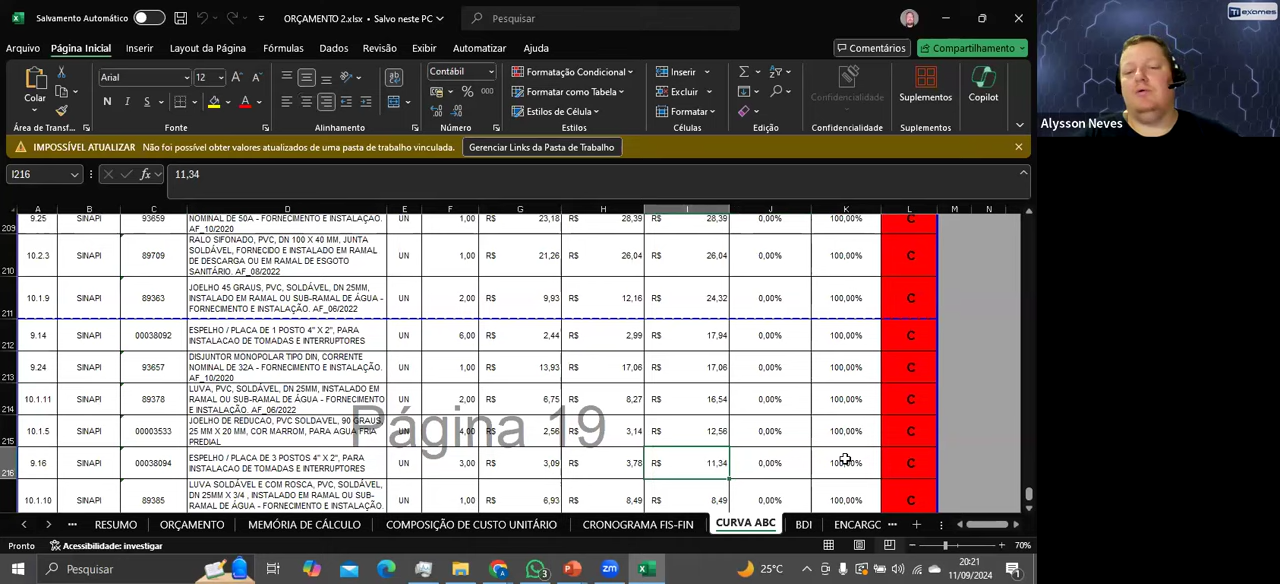 Salvamento Automático
ORÇAMENTO 2.xlsx • Salvo neste PC
Pesquisar
TI exames
Arquivo Página Inicial Inserir Layout da Página Fórmulas Dados Revisão Exibir Automatizar Ajuda
Comentários Compartilhamento
Colar
Arial 12
N I S
Contábil
% 000
Formatação Condicional
Formatar como Tabela
Estilos de Célula
Inserir
Excluir
Formatar
Confidencialidade
Suplementos
Copilot
Área de Transf... Fonte Alinhamento Número Estilos Células Edição Confidencialidade Suplementos
Alysson Neves
IMPOSSÍVEL ATUALIZAR Não foi possível obter valores atualizados de uma pasta de trabalho vinculada. Gerenciar Links da Pasta de Trabalho
I216 fx 11,34
A B C D E F G H I J K L M N
209 9.25 SINAPI 93659 NOMINAL DE 50A - FORNECIMENTO E INSTALAÇÃO. UN 1,00 R$ 23,18 R$ 28,39 R$ 28,39 0,00% 100,00% C
AF_10/2020
RALO SIFONADO, PVC, DN 100 X 40 MM, JUNTA
SOLDÁVEL, FORNECIDO E INSTALADO EM RAMAL
210 10.2.3 SINAPI 89709 DE DESCARGA OU EM RAMAL DE ESGOTO UN 1,00 R$ 21,26 R$ 26,04 R$ 26,04 0,00% 100,00% C
SANITÁRIO. AF_08/2022
JOELHO 45 GRAUS, PVC, SOLDÁVEL, DN 25MM,
211 10.1.9 SINAPI 89363 INSTALADO EM RAMAL OU SUB-RAMAL DE ÁGUA - UN 2,00 R$ 9,93 R$ 12,16 R$ 24,32 0,00% 100,00% C
FORNECIMENTO E INSTALAÇÃO. AF_06/2022
212 9.14 SINAPI 00038092 ESPELHO / PLACA DE 1 POSTO 4" X 2", PARA UN 6,00 R$ 2,44 R$ 2,99 R$ 17,94 0,00% 100,00% C
INSTALACAO DE TOMADAS E INTERRUPTORES
DISJUNTOR MONOPOLAR TIPO DIN, CORRENTE
213 9.24 SINAPI 93657 NOMINAL DE 32A - FORNECIMENTO E INSTALAÇÃO. UN 1,00 R$ 13,93 R$ 17,06 R$ 17,06 0,00% 100,00% C
AF_10/2020
LUVA, PVC, SOLDÁVEL, DN 25MM, INSTALADO EM
214 10.1.11 SINAPI 89378 RAMAL OU SUB-RAMAL DE ÁGUA - FORNECIMENTO UN 2,00 R$ 6,75 R$ 8,27 R$ 16,54 0,00% 100,00% C
E INSTALAÇÃO. AF_06/2022
Página 19
JOELHO DE REDUCAO, PVC SOLDAVEL, 90 GRAUS,
215 10.1.5 SINAPI 00003533 25 MM X 20 MM, COR MARROM, PARA AGUA FRIA UN 4,00 R$ 2,56 R$ 3,14 R$ 12,56 0,00% 100,00% C
PREDIAL
216 9.16 SINAPI 00038094 ESPELHO / PLACA DE 3 POSTOS 4" X 2", PARA UN 3,00 R$ 3,09 R$ 3,78 R$ 11,34 0,00% 100,00% C
INSTALACAO DE TOMADAS E INTERRUPTORES
LUVA SOLDÁVEL E COM ROSCA, PVC, SOLDÁVEL,
10.1.10 SINAPI 89385 DN 25MM X 3/4 , INSTALADO EM RAMAL OU SUB- UN 1,00 R$ 6,93 R$ 8,49 R$ 8,49 0,00% 100,00% C
RAMAL DE ÁGUA - FORNECIMENTO E INSTALAÇÃO.
... RESUMO ORÇAMENTO MEMÓRIA DE CÁLCULO COMPOSIÇÃO DE CUSTO UNITÁRIO CRONOGRAMA FIS-FIN CURVA ABC BDI ENCARGC ...
Pronto Acessibilidade: investigar 70%
Pesquisar 3 zm 25°C 20:21
11/09/2024 1